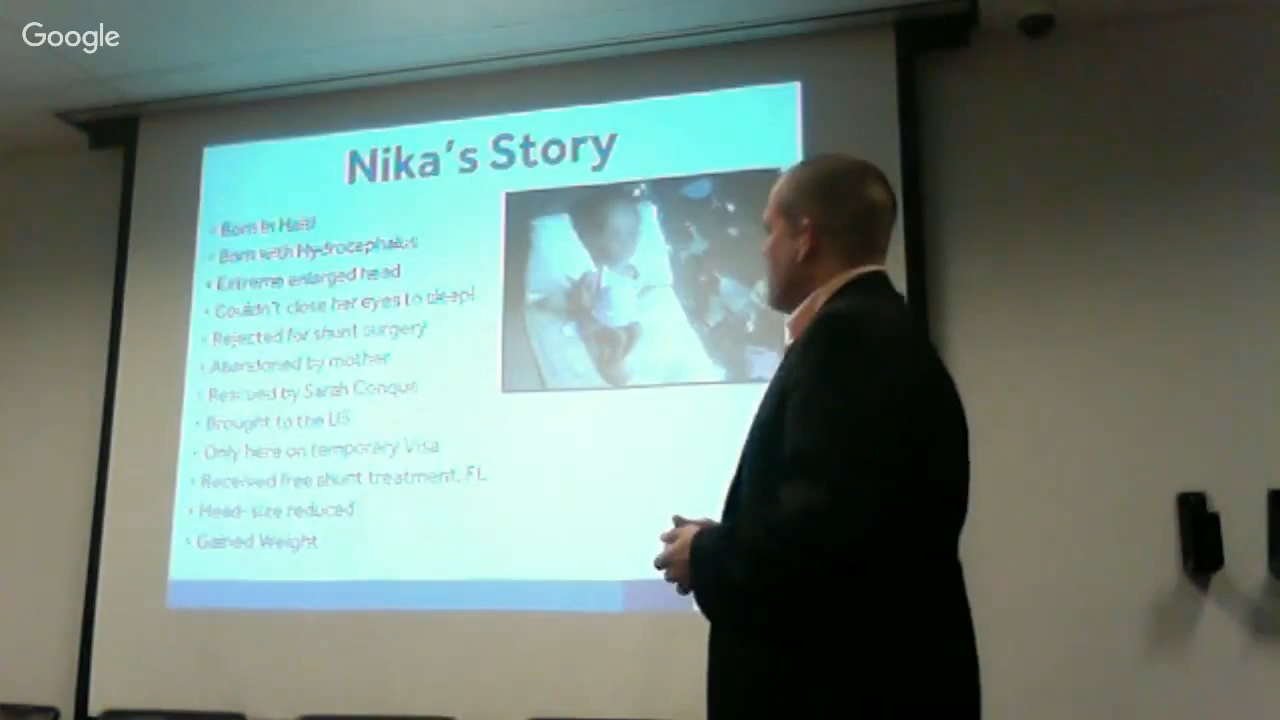 Google
Nika's Story
• Born in Haiti
• Born with Hydrocephalus
• Extreme enlarged head
• Couldn't close her eyes to sleep!
• Rejected for shunt surgery
• Abandoned by mother
• Rescued by Sarah Conque
• Brought to the US
• Only here on temporary Visa
• Received free shunt treatment, FL
• Head- size reduced
• Gained Weight